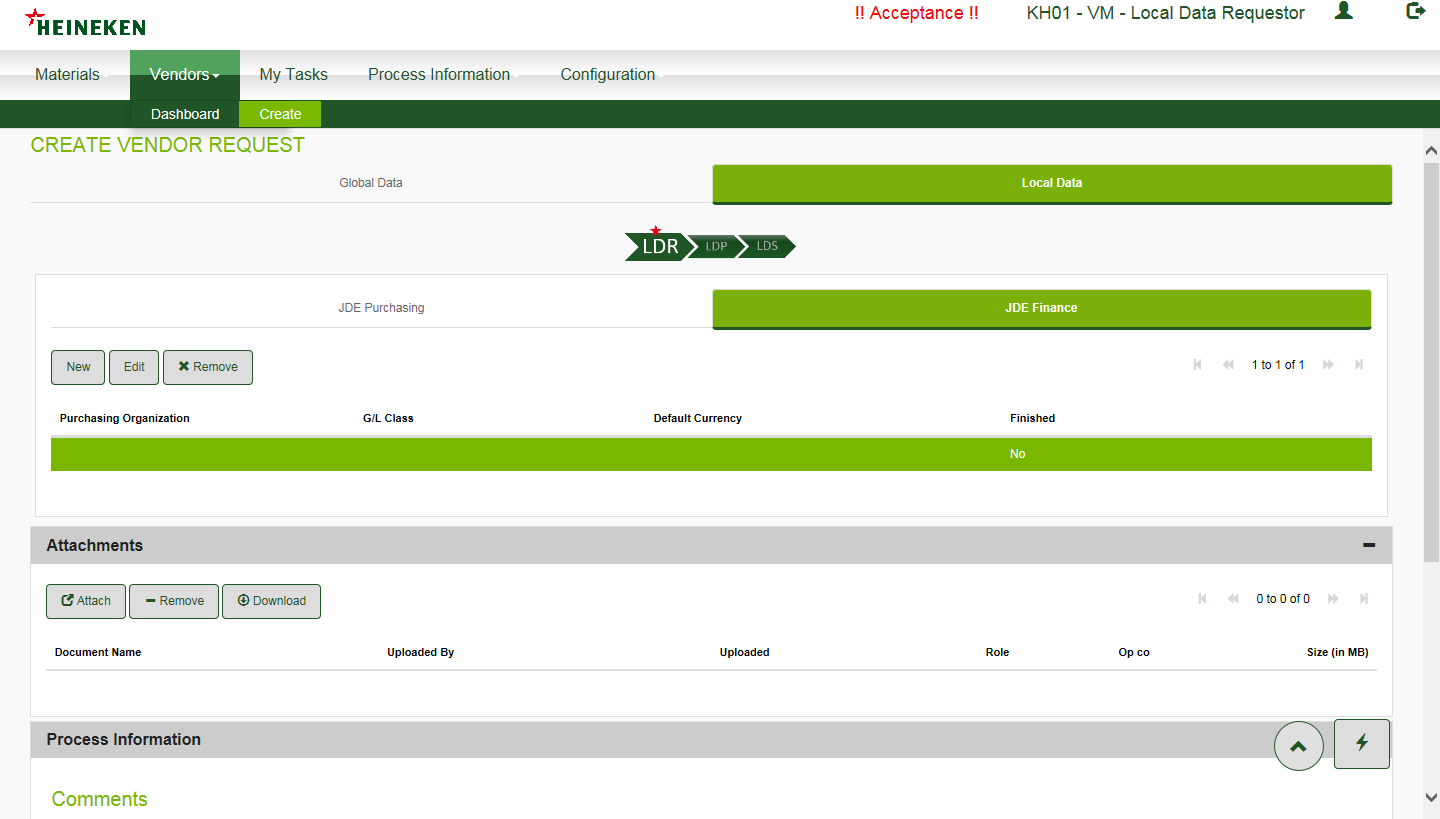 HEINEKEN
!! Acceptance !!
KH01 - VM - Local Data Requestor
Materials
Vendors
My Tasks
Process Information
Configuration
Dashboard
Create
CREATE VENDOR REQUEST
Global Data
Local Data
LDR
LDP
LDS
JDE Purchasing
JDE Finance
New
Edit
Remove
1 to 1 of 1
Purchasing Organization
G/L Class
Default Currency
Finished
No
Attachments
Attach
Remove
Download
0 to 0 of 0
Document Name
Uploaded By
Uploaded
Role
Op co
Size (in MB)
Process Information
Comments